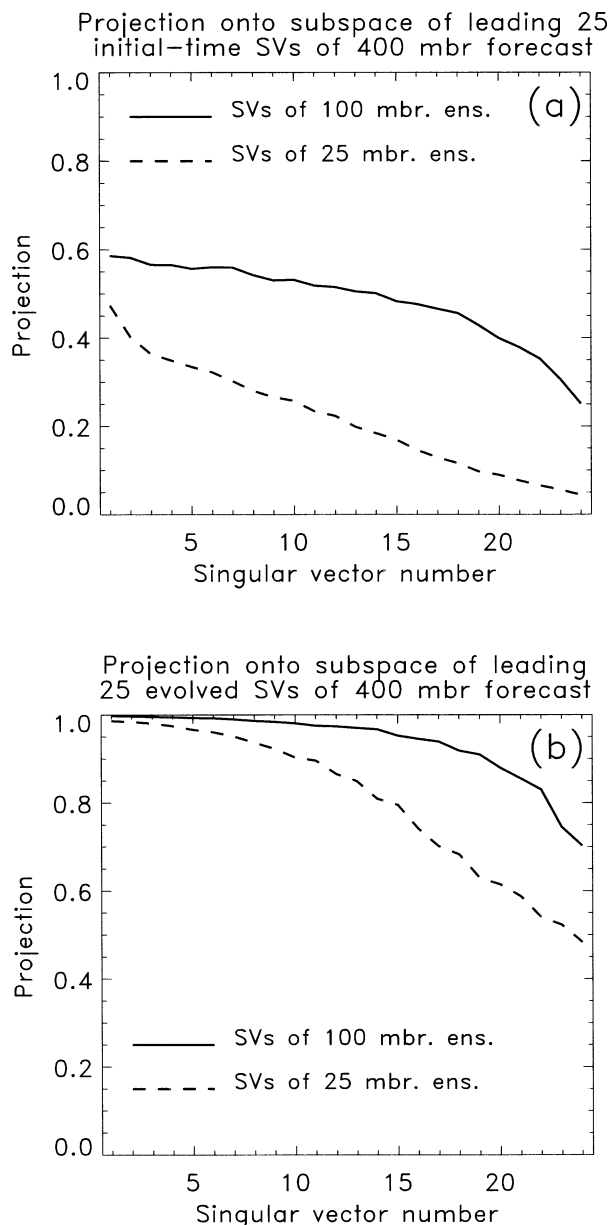 Projection onto subspace of leading 25
initial-time SVs of 400 mbr forecast
1.0
0.8
0.6
0.4
0.2
0.0
Projection
SVs of 100 mbr. ens.
SVs of 25 mbr. ens.
(a)
5 10 15 20
Singular vector number
Projection onto subspace of leading
25 evolved SVs of 400 mbr forecast
1.0
0.8
0.6
0.4
0.2
0.0
Projection
(b)
SVs of 100 mbr. ens.
SVs of 25 mbr. ens.
5 10 15 20
Singular vector number